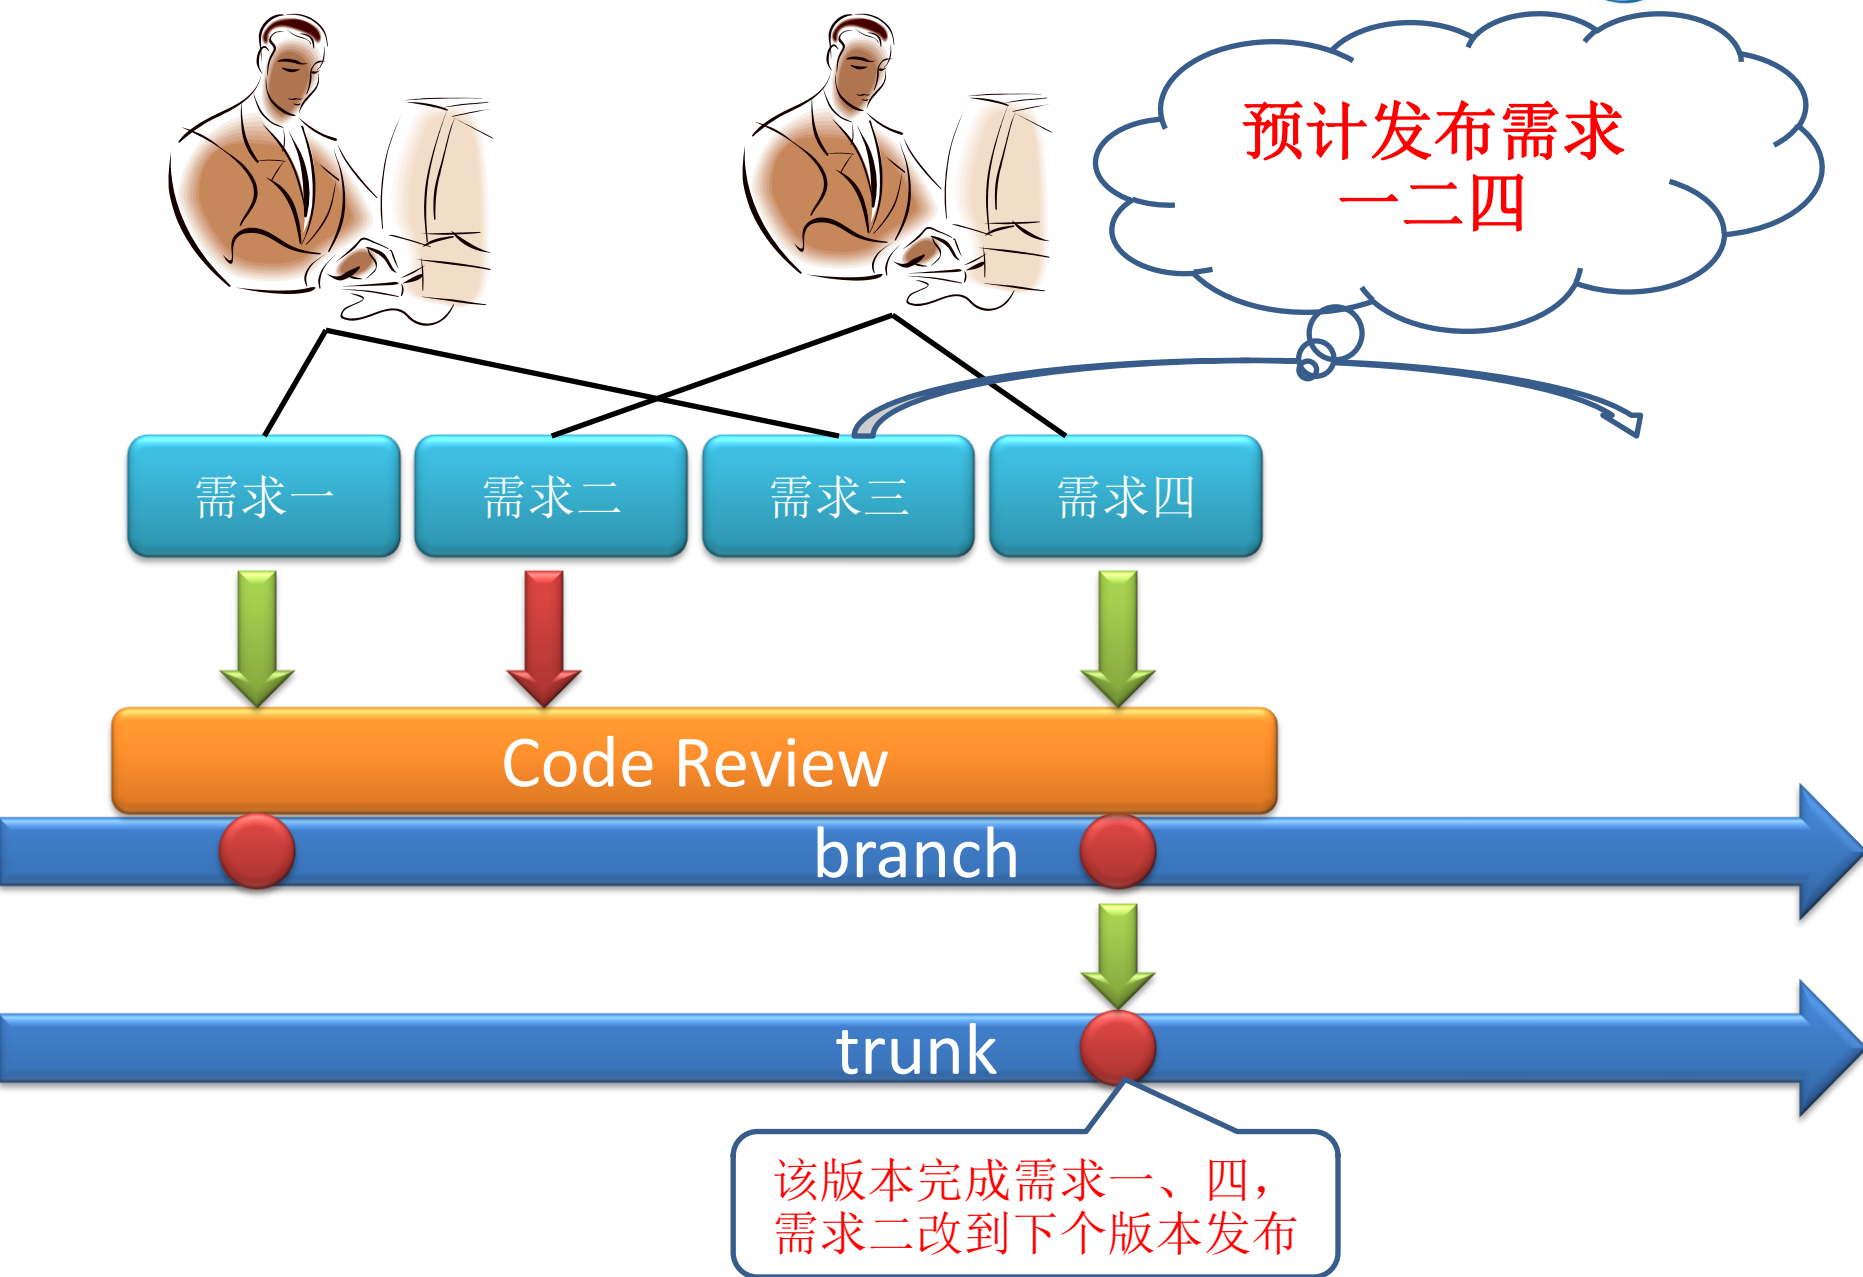 预计发布需求
一二四
需求一
需求二
需求三
需求四
Code Review
branch
trunk
该版本完成需求一、四，
需求二改到下个版本发布